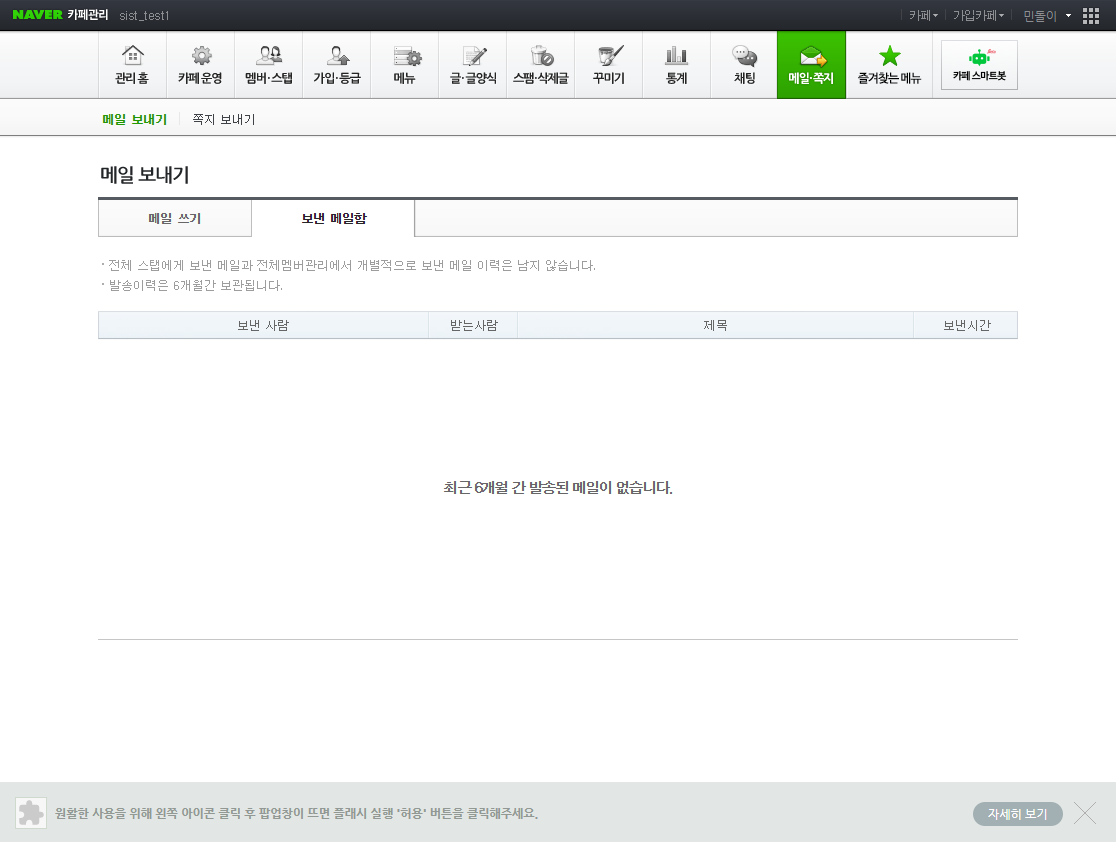 NAVER 카페관리 sist_test1 카페 가입카페 민돌이
관리 홈 카페 운영 멤버·스탭 가입·등급 메뉴 글·글양식 스팸·삭제글 꾸미기 통계 채팅 메일·쪽지 즐겨찾는 메뉴 카페 스마트봇
메일 보내기 쪽지 보내기
메일 보내기
메일 쓰기 보낸 메일함
· 전체 스탭에게 보낸 메일과 전체멤버관리에서 개별적으로 보낸 메일 이력은 남지 않습니다.
· 발송이력은 6개월간 보관됩니다.
보낸 사람 받는사람 제목 보낸시간
최근 6개월 간 발송된 메일이 없습니다.
원활한 사용을 위해 왼쪽 아이콘 클릭 후 팝업창이 뜨면 플래시 실행 '허용' 버튼을 클릭해주세요. 자세히 보기